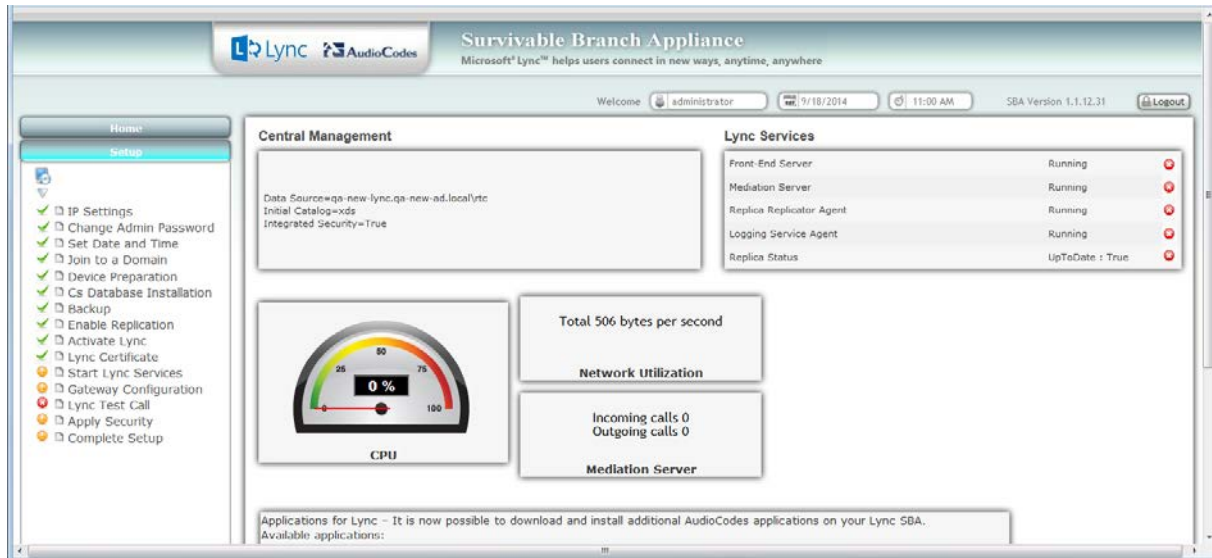 Lync AudioCodes
Survivable Branch Appliance
Microsoft® Lync™ helps users connect in new ways, anytime, anywhere
Welcome administrator 9/18/2014 11:00 AM SBA Version 1.1.12.31 Logout
Home
Setup
IP Settings
Change Admin Password
Set Date and Time
Join to a Domain
Device Preparation
Cs Database Installation
Backup
Enable Replication
Activate Lync
Lync Certificate
Start Lync Services
Gateway Configuration
Lync Test Call
Apply Security
Complete Setup
Central Management
Data Source=qa-new-lync.qa-new-ad.local\rtc
Initial Catalog=xds
Integrated Security=True
Lync Services
Front-End Server Running
Mediation Server Running
Replica Replicator Agent Running
Logging Service Agent Running
Replica Status UpToDate : True
0 25 50 75 100
0 %
CPU
Total 506 bytes per second
Network Utilization
Incoming calls 0
Outgoing calls 0
Mediation Server
Applications for Lync - It is now possible to download and install additional AudioCodes applications on your Lync SBA.
Available applications: